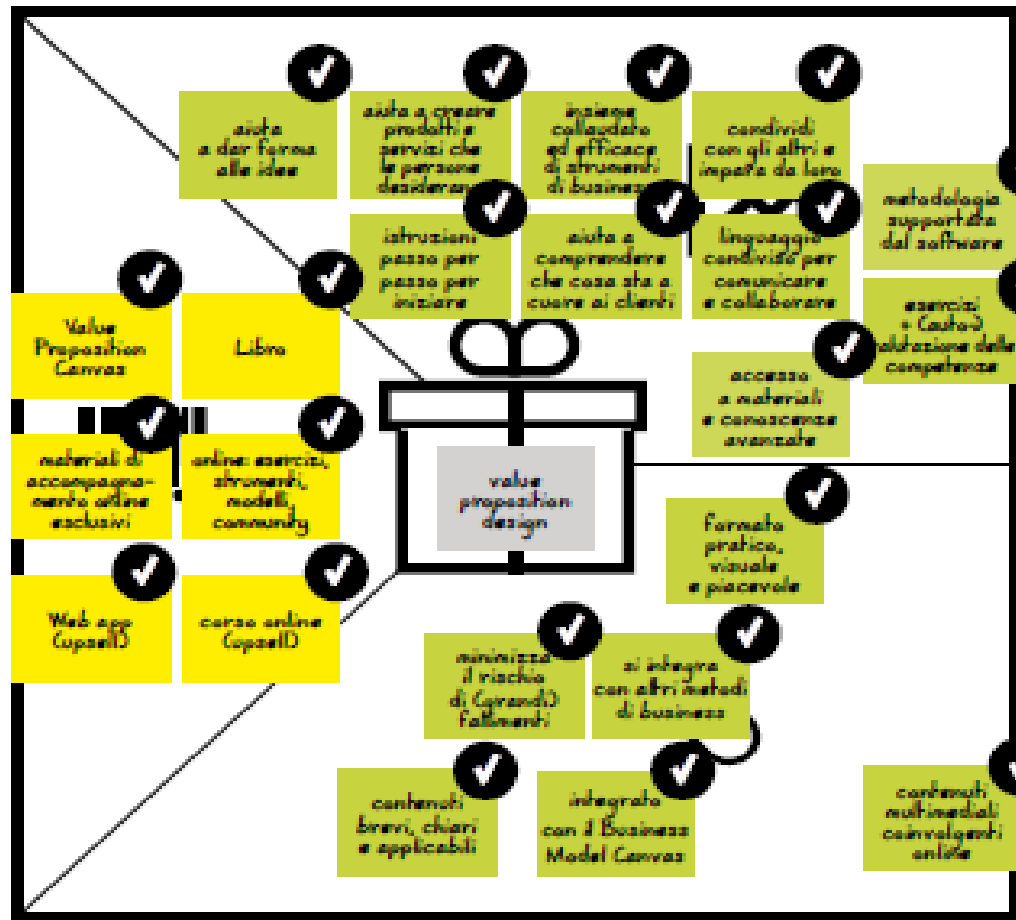 aiuta
a dar forma
alle idee
aiuta a creare
prodotti e
servizi che
le persone
desiderano
insieme
collaudato
ed efficace
di strumenti
di business
condividi
con gli altri e
impara da loro
metodologia
supportata
dal software
istruzioni
passo per
passo per
iniziare
aiuta a
comprendere
che cosa sta a
cuore ai clienti
linguaggio
condiviso per
comunicare
e collaborare
esercizi
+ (auto-)
valutazione delle
competenze
Value
Proposition
Canvas
Libro
accesso
a materiali
e conoscenze
avanzate
materiali di
accompagna-
mento online
esclusivi
online: esercizi,
strumenti,
modelli,
community
value
proposition
design
formato
pratico,
visuale
e piacevole
Web app
(upsell)
corso online
(upsell)
minimizza
il rischio
di (grandi)
fallimenti
si integra
con altri metodi
di business
contenuti
brevi, chiari
e applicabili
integrato
con il Business
Model Canvas
contenuti
multimediali
coinvolgenti
online